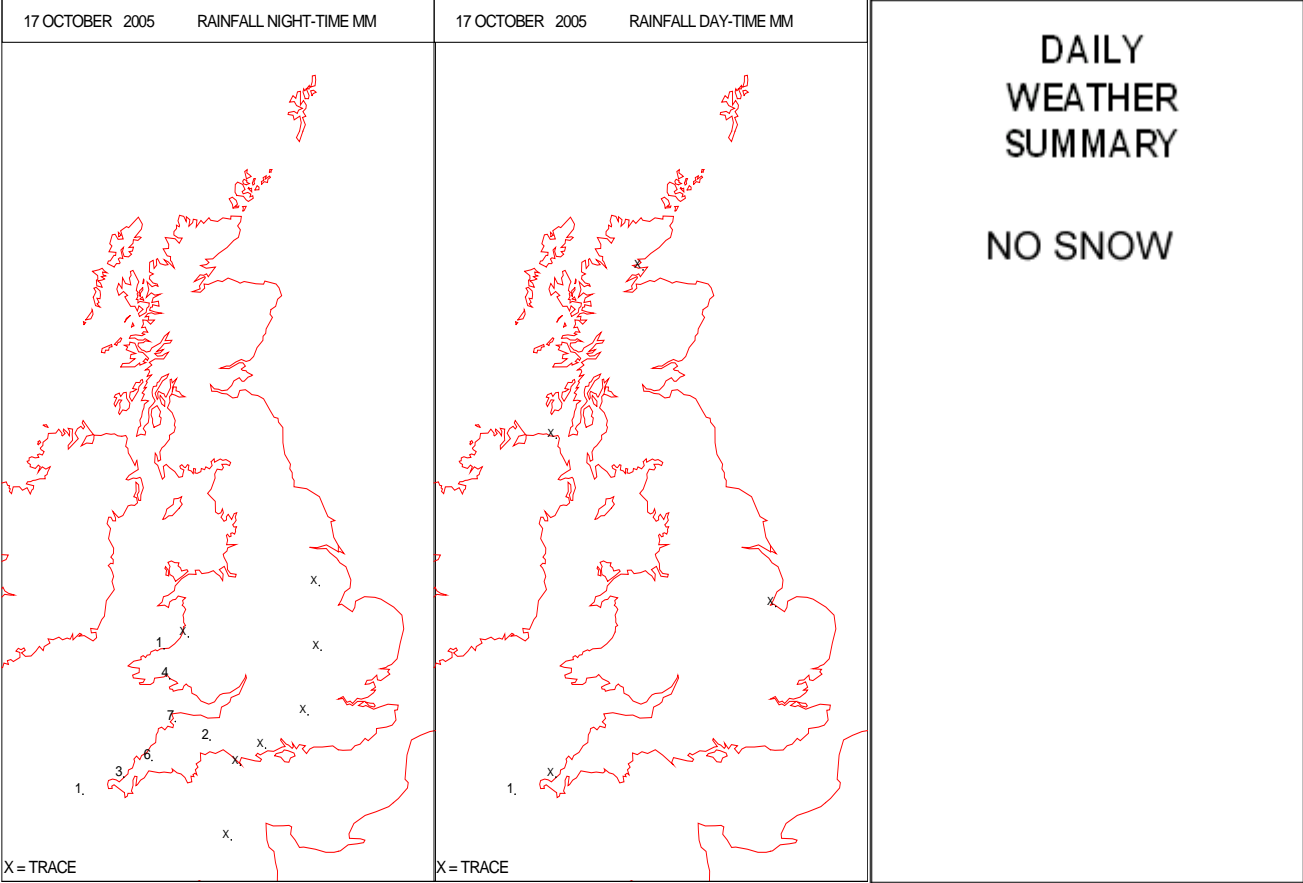 17 OCTOBER 2005 RAINFALL NIGHT-TIME MM
X.
1 X.
X.
4
7.
X.
2.
X.
6.
X.
3.
1.
X.
X = TRACE
17 OCTOBER 2005 RAINFALL DAY-TIME MM
X.
X.
X.
X.
1.
X = TRACE
DAILY
WEATHER
SUMMARY
NO SNOW